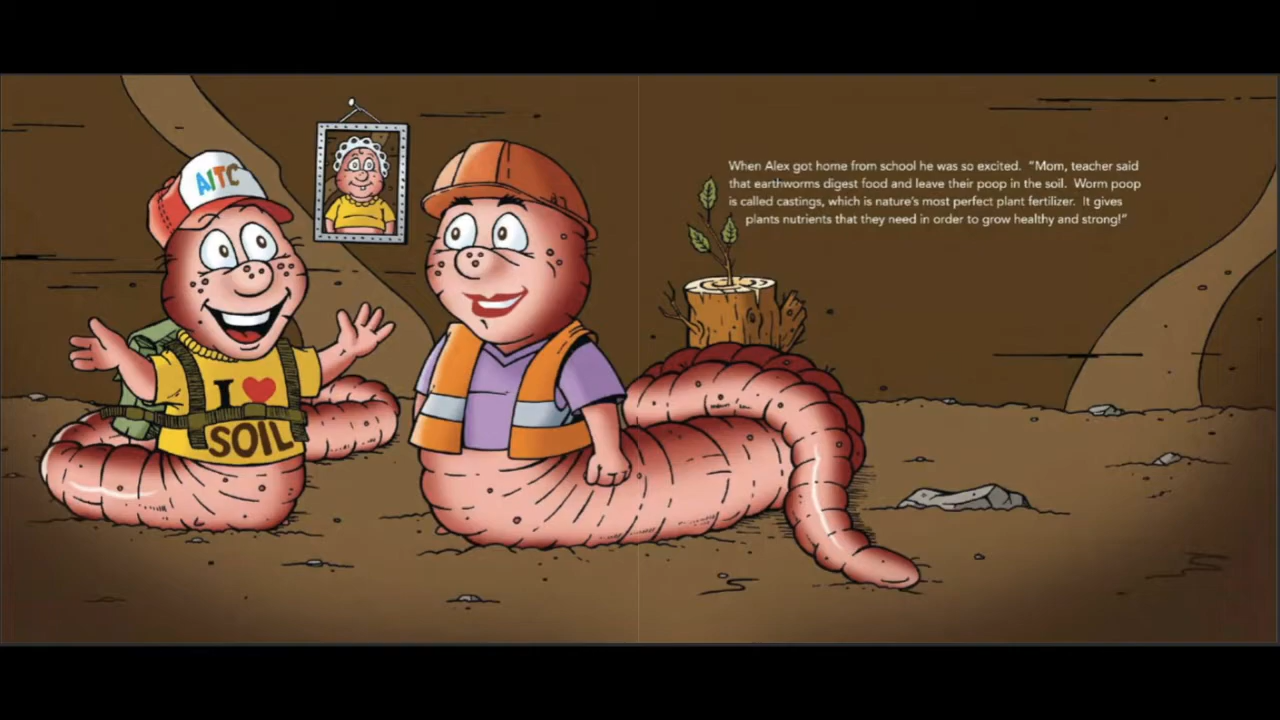 AITC
I
SOIL
When Alex got home from school he was so excited. “Mom, teacher said
that earthworms digest food and leave their poop in the soil. Worm poop
is called castings, which is nature's most perfect plant fertilizer. It gives
plants nutrients that they need in order to grow healthy and strong!”